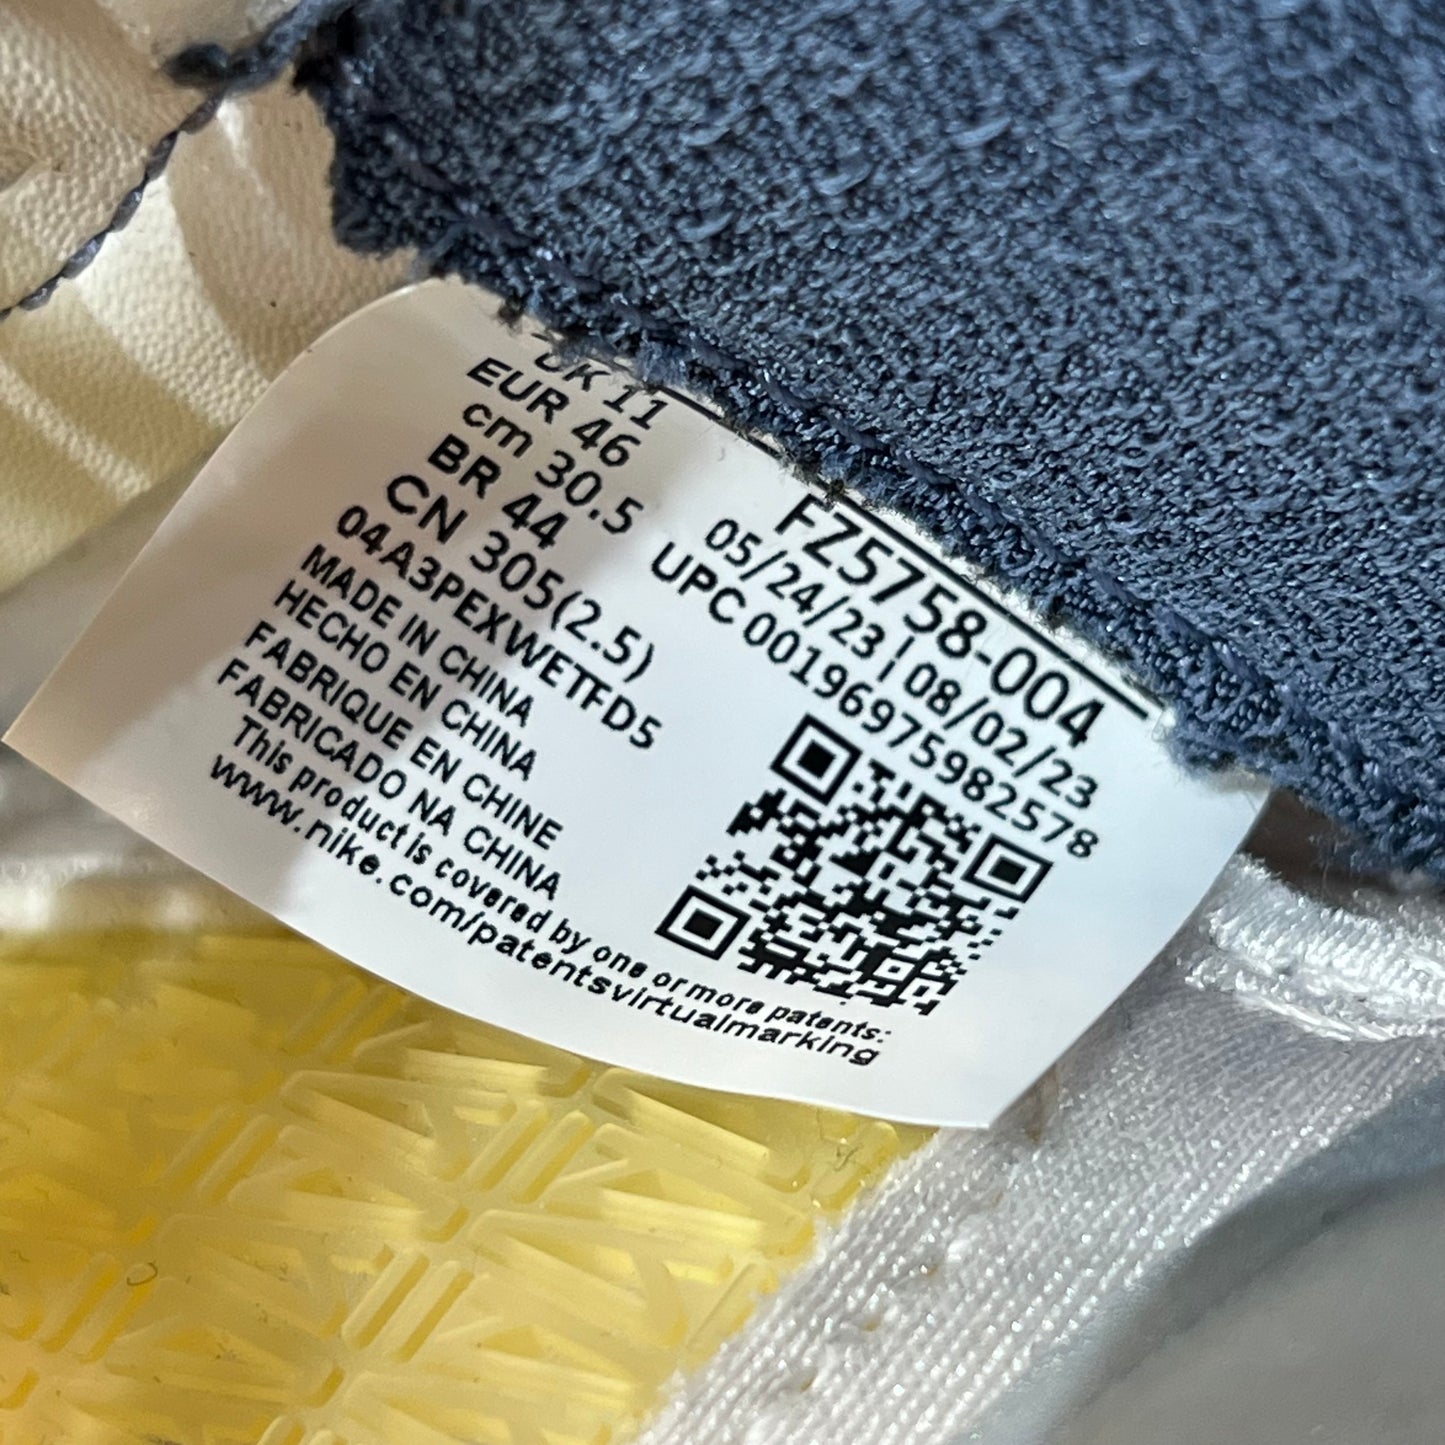 UK 11
EUR 46
cm 30.5
BR 44
CN 305(2.5)
04A3PEXWETFD5
MADE IN CHINA
HECHO EN CHINA
FABRIQUE EN CHINE
FABRICADO NA CHINA
This product is covered by one or more patents:
www.nike.com/patentsvirtualmarking
FZ5758-004
05/24/23 | 08/02/23
UPC 00196975982578